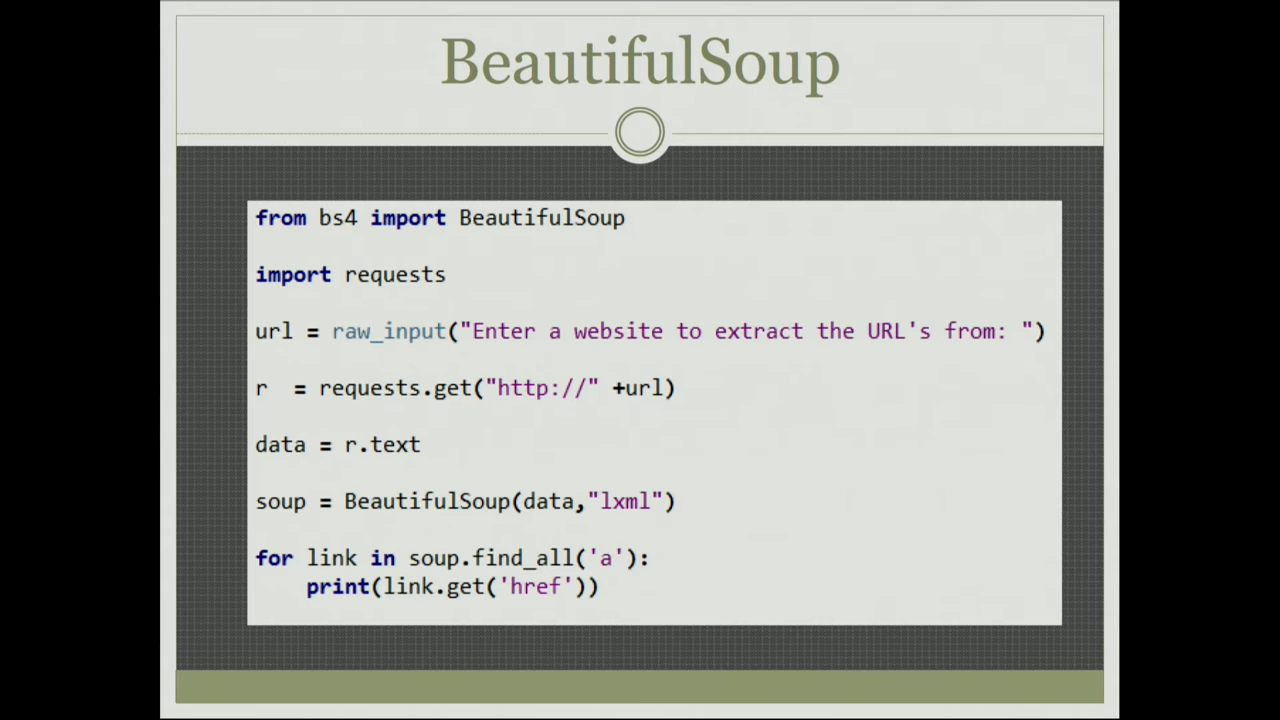 BeautifulSoup
from bs4 import BeautifulSoup
import requests
url = raw_input("Enter a website to extract the URL's from: ")
r  = requests.get("http://" +url)
data = r.text
soup = BeautifulSoup(data,"lxml")
for link in soup.find_all('a'):
    print(link.get('href'))